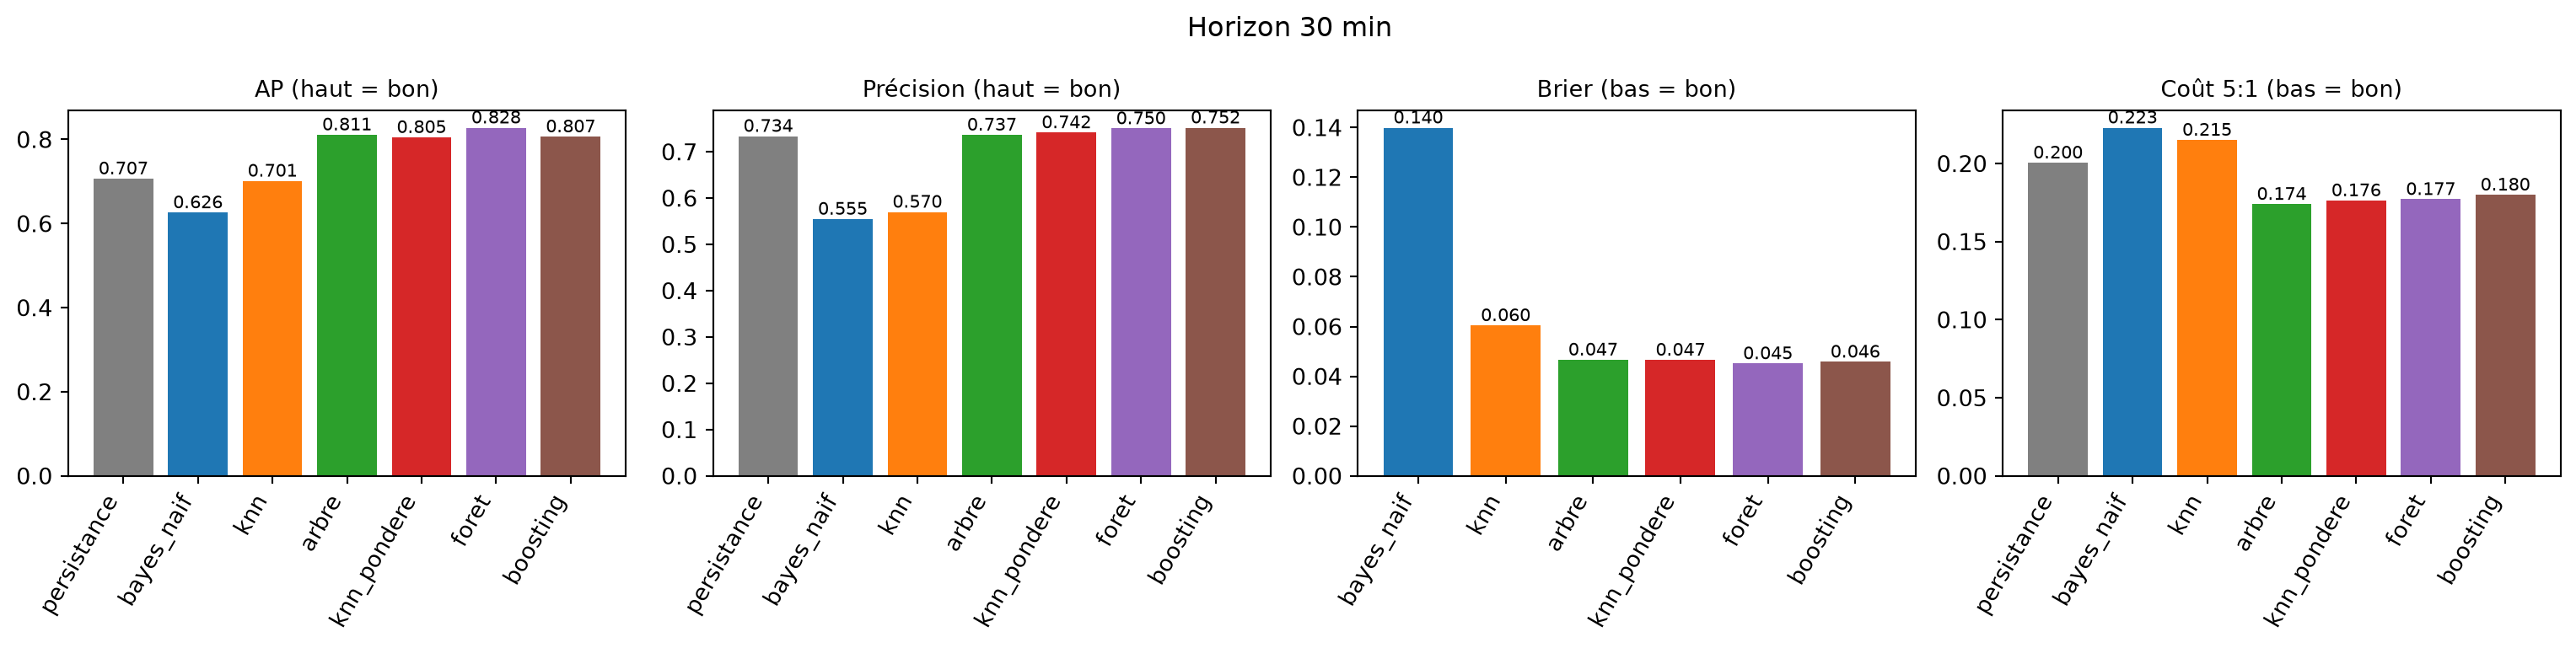 Horizon 30 min
AP (haut = bon)
0.8
0.6
0.4
0.2
0.0
0.707
0.626
0.701
0.811
0.805
0.828
0.807
persistance
bayes_naif
knn
arbre
knn_pondere
foret
boosting
Précision (haut = bon)
0.7
0.6
0.5
0.4
0.3
0.2
0.1
0.0
0.734
0.555
0.570
0.737
0.742
0.750
0.752
persistance
bayes_naif
knn
arbre
knn_pondere
foret
boosting
Brier (bas = bon)
0.14
0.12
0.10
0.08
0.06
0.04
0.02
0.00
0.140
0.060
0.047
0.047
0.045
0.046
bayes_naif
knn
arbre
knn_pondere
foret
boosting
Coût 5:1 (bas = bon)
0.20
0.15
0.10
0.05
0.00
0.200
0.223
0.215
0.174
0.176
0.177
0.180
persistance
bayes_naif
knn
arbre
knn_pondere
foret
boosting